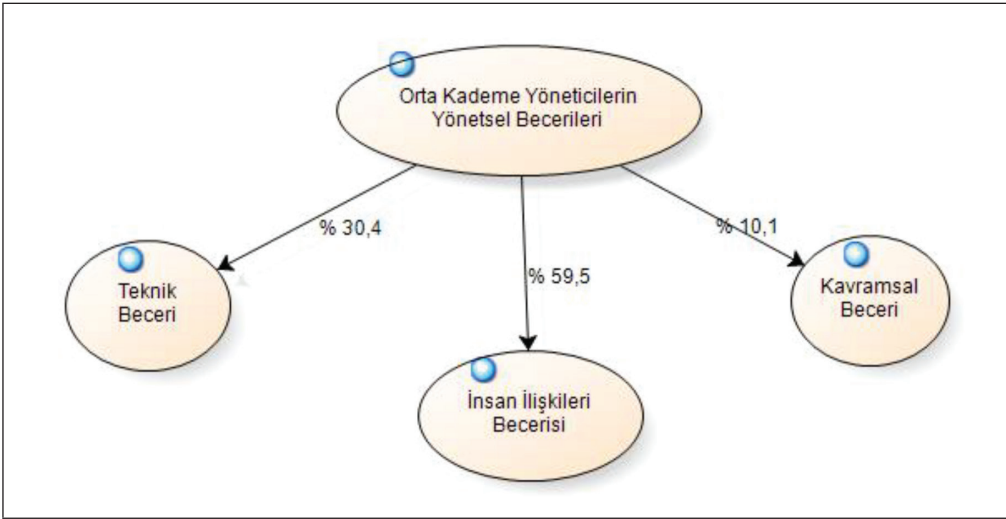 Orta Kademe Yöneticilerin
Yönetsel Becerileri
% 30,4
% 10,1
% 59,5
Teknik
Beceri
Kavramsal
Beceri
İnsan İlişkileri
Becerisi